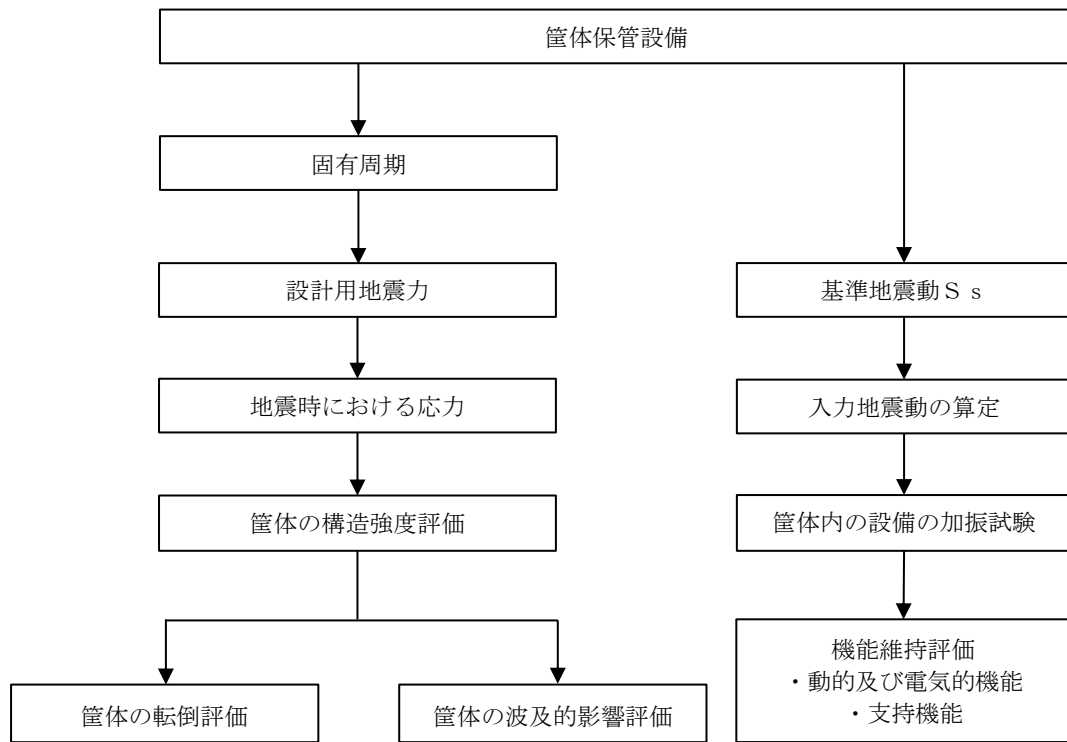 筐体保管設備
固有周期
設計用地震力
地震時における応力
筐体の構造強度評価
筐体の転倒評価
筐体の波及的影響評価
基準地震動Ｓｓ
入力地震動の算定
筐体内の設備の加振試験
機能維持評価
・動的及び電気的機能
・支持機能